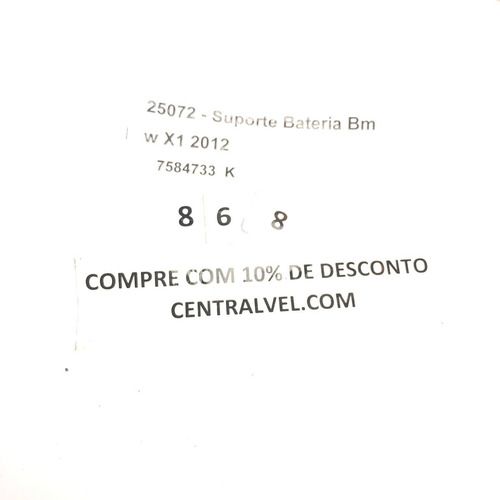 25072 - Suporte Bateria Bm
w X1 2012
7584733 K
8 6 8
COMPRE COM 10% DE DESCONTO
CENTRALVEL.COM